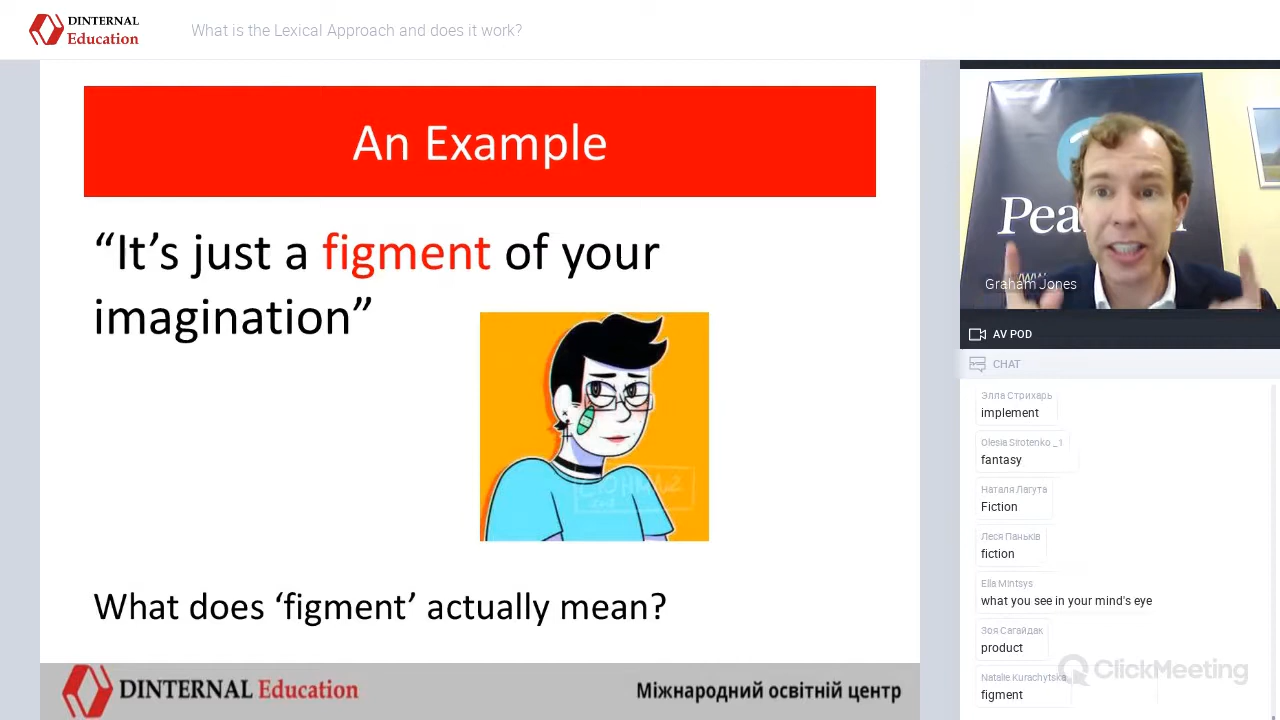 DINTERNAL
Education
What is the Lexical Approach and does it work?
An Example
“It’s just a figment of your
imagination”
What does ‘figment’ actually mean?
DINTERNAL Education
Міжнародний освітній центр
Graham Jones
AV POD
CHAT
Элла Стрихарь
implement
Olesia Sirotenko _1
fantasy
Наталя Лагута
Fiction
Леся Паньків
fiction
Ella Mintsys
what you see in your mind's eye
Зоя Сагайдак
product
Natalie Kurachytska
figment
ClickMeeting